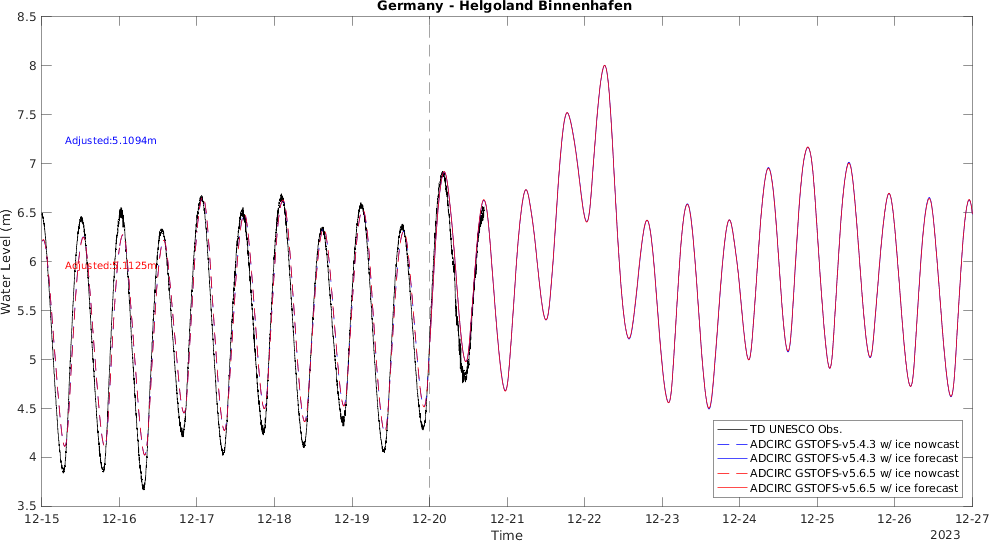 Germany - Helgoland Binnenhafen
8.5
8
7.5
7
6.5
6
5.5
5
4.5
4
3.5
Water Level (m)
Adjusted:5.1094m
Adjusted:5.1125m
TD UNESCO Obs.
ADCIRC GSTOFS-v5.4.3 w/ ice nowcast
ADCIRC GSTOFS-v5.4.3 w/ ice forecast
ADCIRC GSTOFS-v5.6.5 w/ ice nowcast
ADCIRC GSTOFS-v5.6.5 w/ ice forecast
12-15 12-16 12-17 12-18 12-19 12-20 12-21 12-22 12-23 12-24 12-25 12-26 12-27
Time
2023